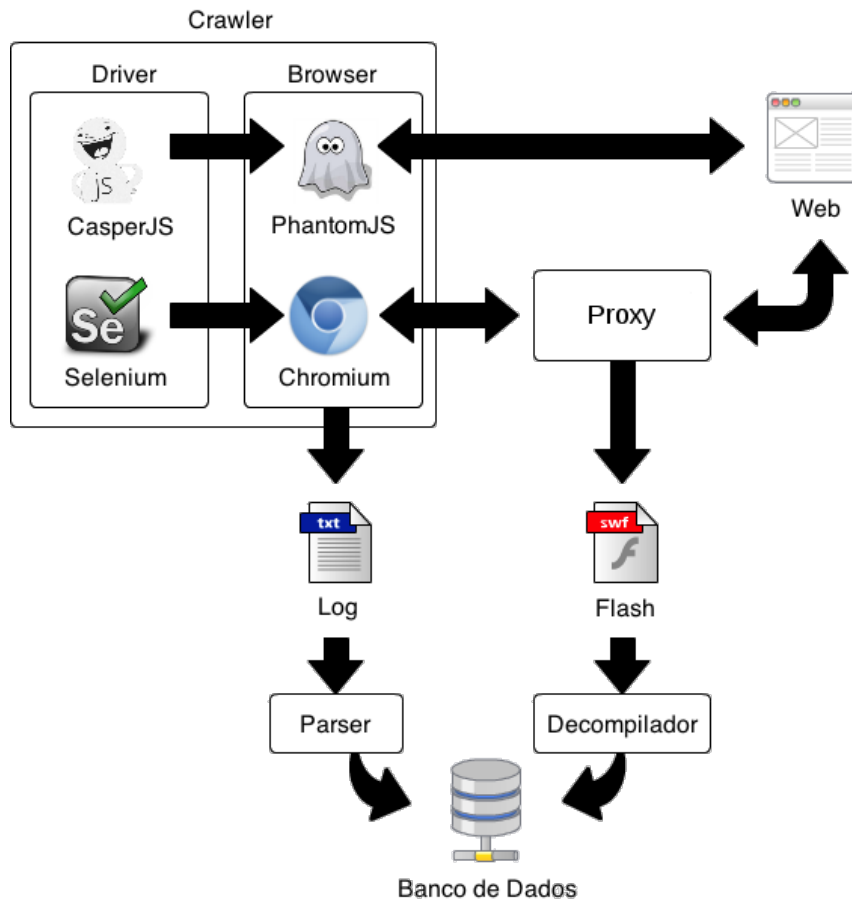 Crawler
Driver
Browser
js
CasperJS
PhantomJS
Web
Se
Selenium
Chromium
Proxy
txt
swf
Log
Flash
Parser
Decompilador
Banco de Dados